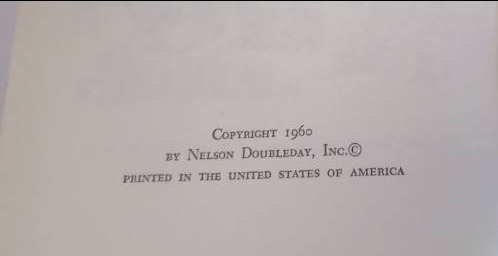 COPYRIGHT 1960
BY NELSON DOUBLEDAY, INC.©
PRINTED IN THE UNITED STATES OF AMERICA